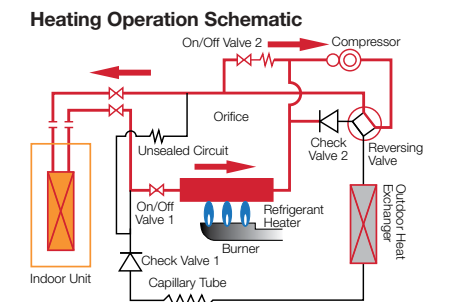 Heating Operation Schematic
On/Off Valve 2
Compressor
Orifice
Unsealed Circuit
Check
Valve 2
Reversing
Valve
On/Off
Valve 1
Refrigerant
Heater
Outdoor Heat
Exchanger
Burner
Check Valve 1
Indoor Unit
Capillary Tube